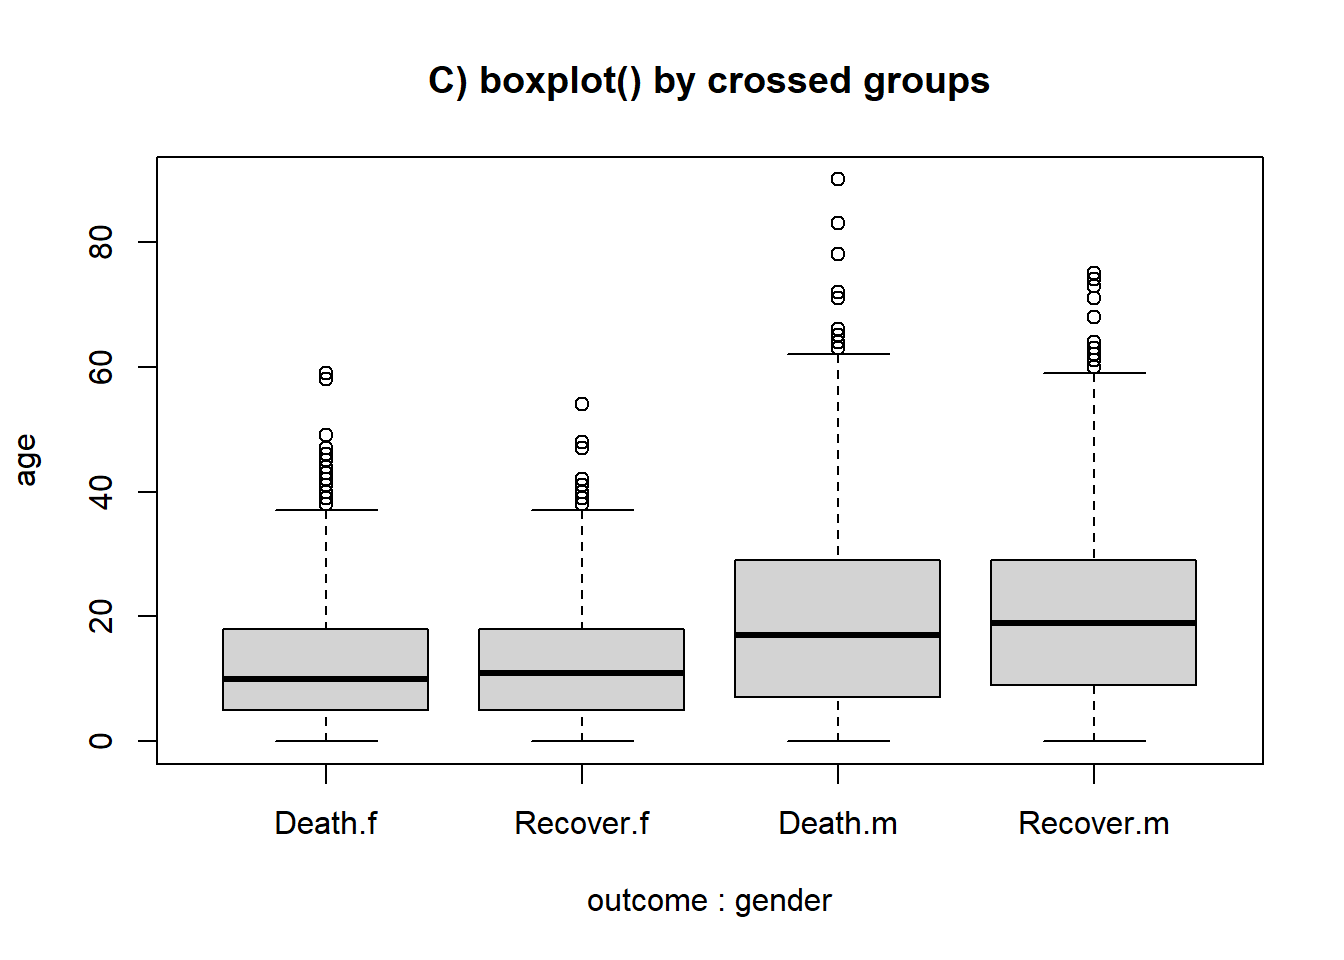 C) boxplot() by crossed groups
80
60
40
20
0
age
Death.f Recover.f Death.m Recover.m
outcome : gender